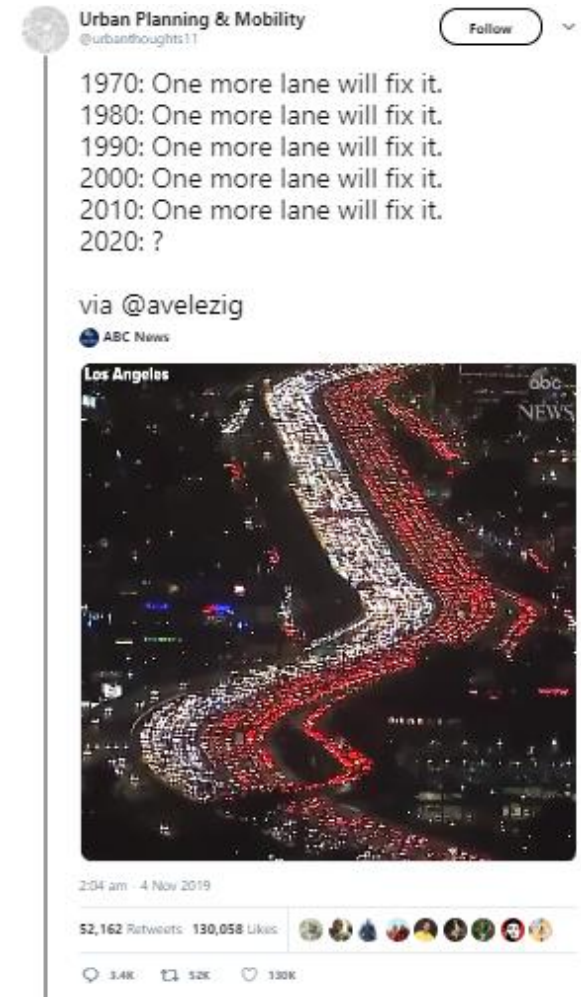 Urban Planning & Mobility
@urbanthoughts11
Follow
1970: One more lane will fix it.
1980: One more lane will fix it.
1990: One more lane will fix it.
2000: One more lane will fix it.
2010: One more lane will fix it.
2020: ?
via @avelezig
ABC News
Los Angeles
abc
NEWS
2:04 am - 4 Nov 2019
52,162 Retweets 130,058 Likes
3.4K 52K 130K